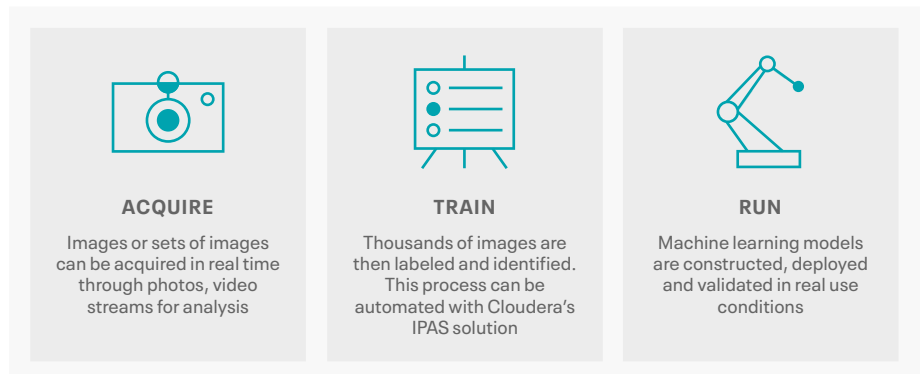 ACQUIRE
Images or sets of images
can be acquired in real time
through photos, video
streams for analysis
TRAIN
Thousands of images are
then labeled and identified.
This process can be
automated with Cloudera’s
IPAS solution
RUN
Machine learning models
are constructed, deployed
and validated in real use
conditions